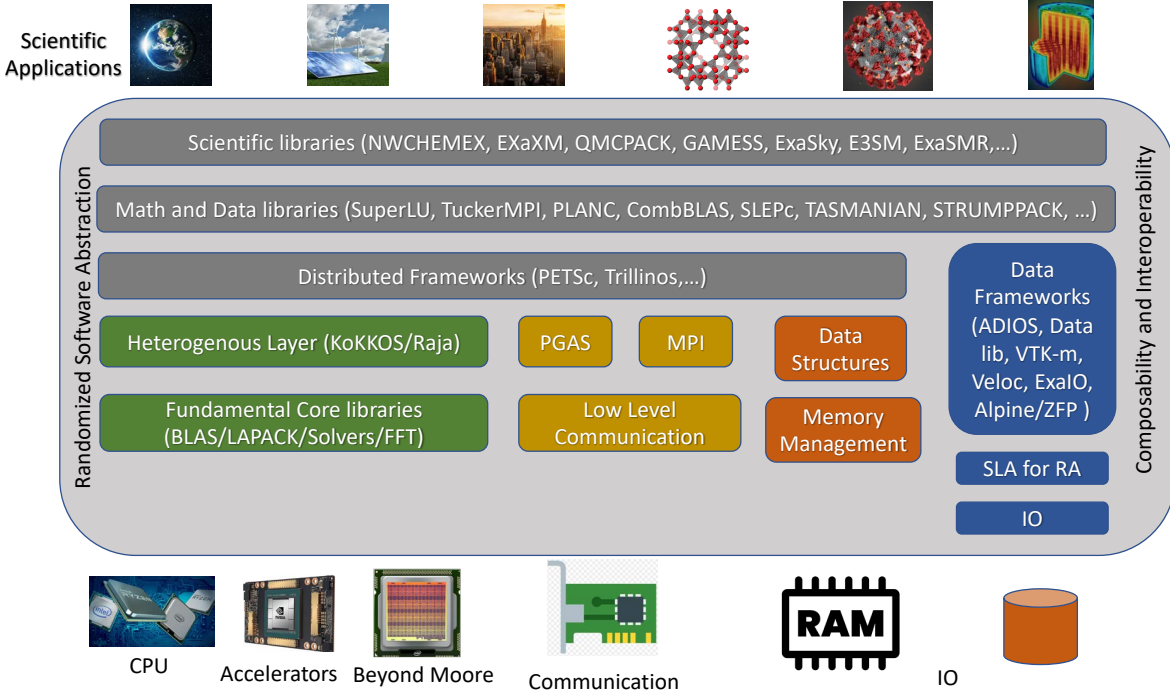 Scientific
Applications
Randomized Software Abstraction
Composability and Interoperability
Scientific libraries (NWCHEMEX, EXaXM, QMCPACK, GAMESS, ExaSky, E3SM, ExaSMR,...)
Math and Data libraries (SuperLU, TuckerMPI, PLANC, CombBLAS, SLEPc, TASMANIAN, STRUMPPACK, ...)
Distributed Frameworks (PETSc, Trillinos,...)
Data
Frameworks
(ADIOS, Data
lib, VTK-m,
Veloc, ExaIO,
Alpine/ZFP )
Heterogenous Layer (KoKKOS/Raja)
PGAS
MPI
Data
Structures
Fundamental Core libraries
(BLAS/LAPACK/Solvers/FFT)
Low Level
Communication
Memory
Management
SLA for RA
IO
RYZEN
intel
NVIDIA
RAM
CPU
Accelerators
Beyond Moore
Communication
IO